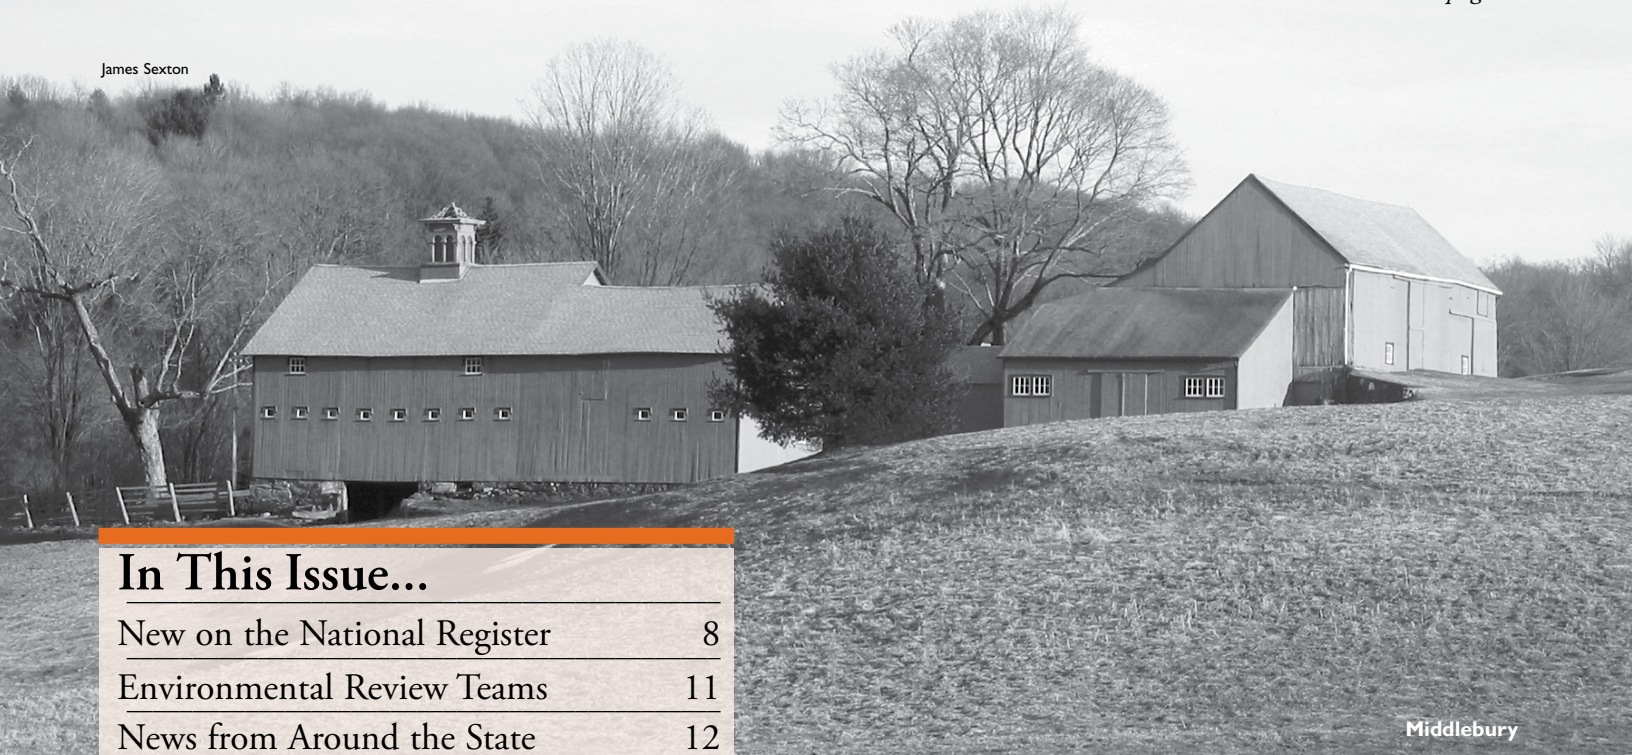 James Sexton
In This Issue...
New on the National Register 8
Environmental Review Teams 11
News from Around the State 12
Middlebury